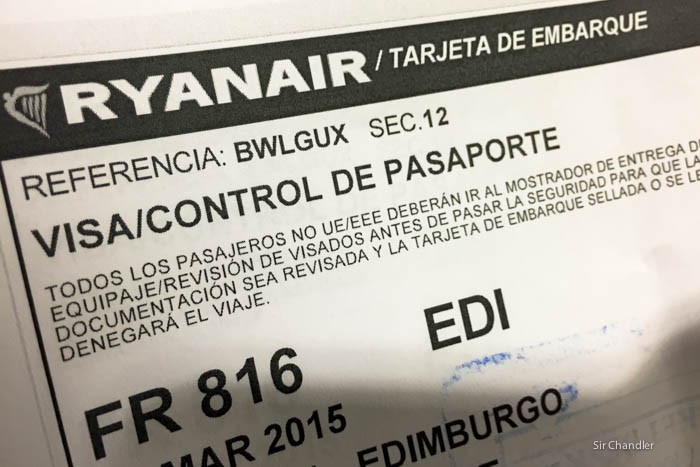 RYANAIR / TARJETA DE EMBARQUE
REFERENCIA: BWLGUX SEC.12
VISA/CONTROL DE PASAPORTE
TODOS LOS PASAJEROS NO UE/EEE DEBERÁN IR AL MOSTRADOR DE ENTREGA
EQUIPAJE/REVISIÓN DE VISADOS ANTES DE PASAR LA SEGURIDAD PARA QUE LA
DOCUMENTACIÓN SEA REVISADA Y LA TARJETA DE EMBARQUE SELLADA O SE LE
DENEGARÁ EL VIAJE.
FR 816 EDI
MAR 2015 EDIMBURGO
Sir Chandler